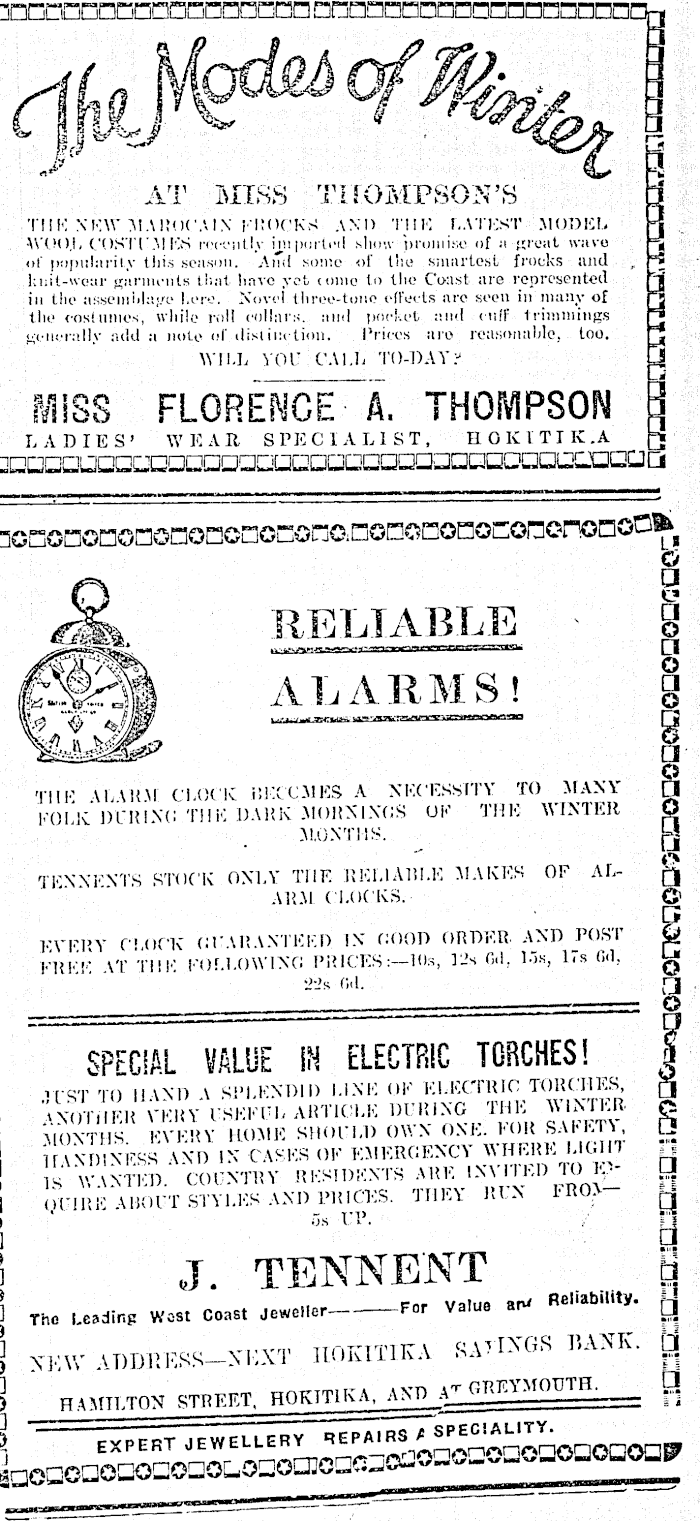 The Modes of Winter
AT MISS THOMPSON'S
THE NEW MAROCAIN FROCKS AND THE LATEST MODEL
WOOL COSTUMES recently imported show promise of a great wave
of popularity this season. And some of the smartest frocks and
knit-wear garments that have yet come to the Coast are represented
in the assemblage here. Novel three-tone effects are seen in many of
the costumes, while roll collars, and pocket and cuff trimmings
generally add a note of distinction. Prices are reasonable, too.
WILL YOU CALL TO-DAY?
MISS FLORENCE A. THOMPSON
LADIES' WEAR SPECIALIST, HOKITIKA
RELIABLE
ALARMS!
THE ALARM CLOCK BECOMES A NECESSITY TO MANY
FOLK DURING THE DARK MORNINGS OF THE WINTER
MONTHS.
TENNENTS STOCK ONLY THE RELIABLE MAKES OF AL-
ARM CLOCKS.
EVERY CLOCK GUARANTEED IN GOOD ORDER AND POST
FREE AT THE FOLLOWING PRICES:—10s, 12s 6d, 15s, 17s 6d,
22s 6d.
SPECIAL VALUE IN ELECTRIC TORCHES!
JUST TO HAND A SPLENDID LINE OF ELECTRIC TORCHES,
ANOTHER VERY USEFUL ARTICLE DURING THE WINTER
MONTHS. EVERY HOME SHOULD OWN ONE. FOR SAFETY,
HANDINESS AND IN CASES OF EMERGENCY WHERE LIGHT
IS WANTED. COUNTRY RESIDENTS ARE INVITED TO EN-
QUIRE ABOUT STYLES AND PRICES. THEY RUN FROM—
5s UP.
J. TENNENT
The Leading West Coast Jeweller———For Value and Reliability.
NEW ADDRESS—NEXT HOKITIKA SAVINGS BANK.
HAMILTON STREET, HOKITIKA, AND AT GREYMOUTH.
EXPERT JEWELLERY REPAIRS A SPECIALITY.